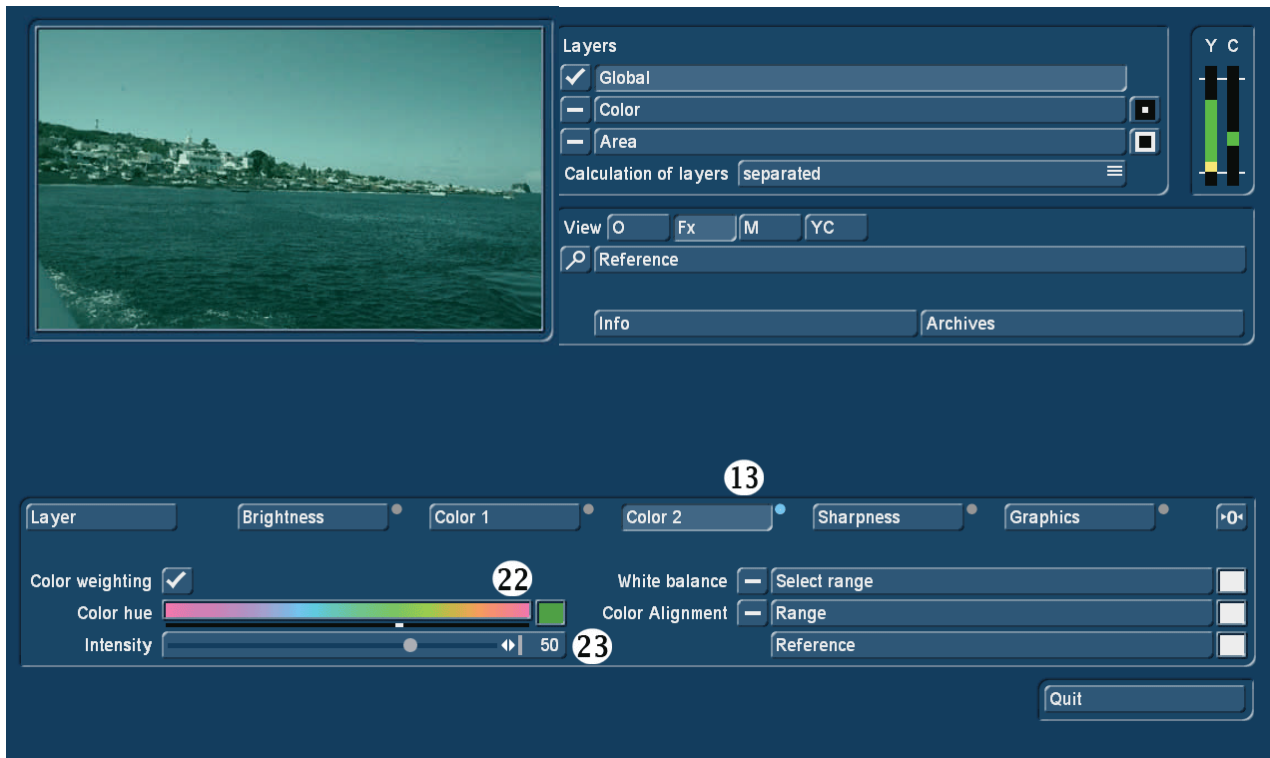 Layers
Global
Color
Area
Calculation of layers separated
Y C
View O Fx M YC
Reference
Info Archives
13
Layer Brightness Color 1 Color 2 Sharpness Graphics 0
Color weighting 22 White balance Select range
Color hue Color Alignment Range
Intensity 50 23 Reference
Quit